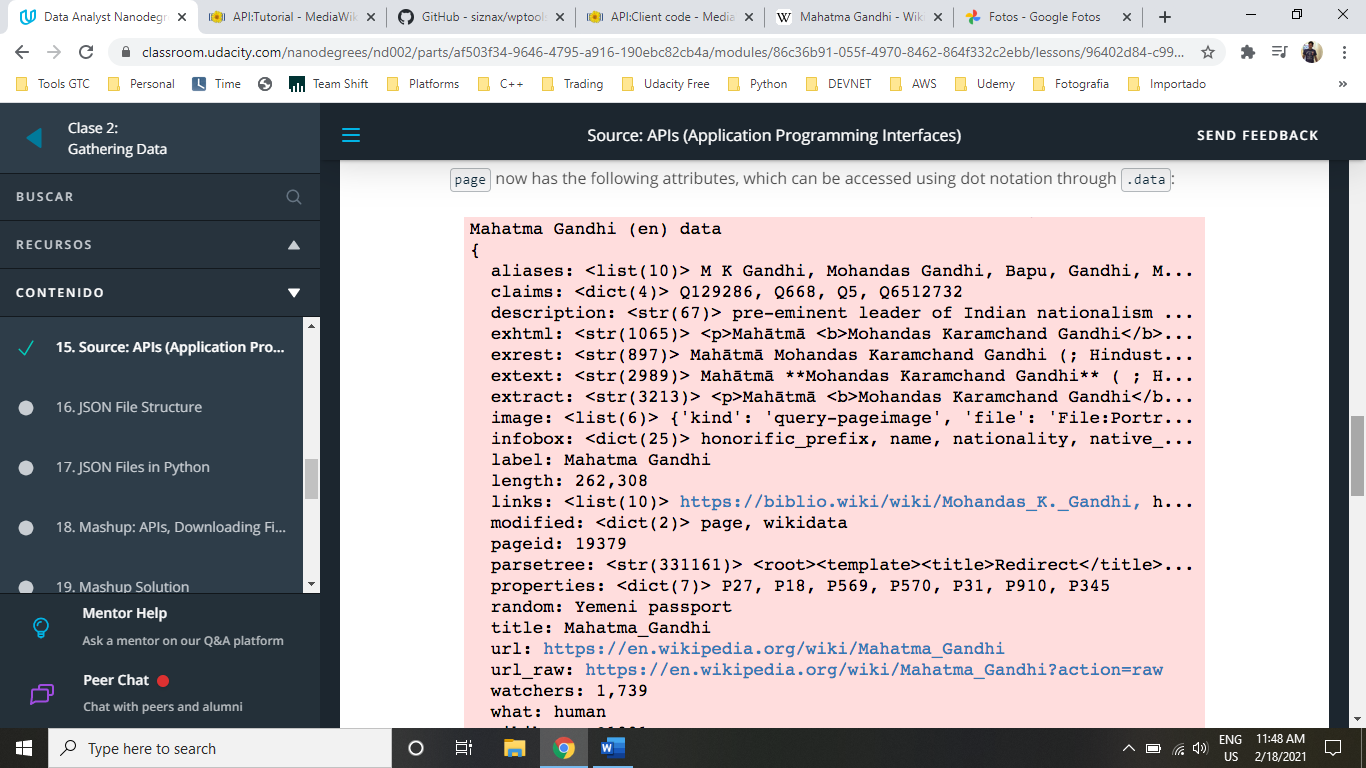 Data Analyst Nanodegr
API:Tutorial - MediaWik
GitHub - siznax/wptool
API:Client code - Media
Mahatma Gandhi - Wiki
Fotos - Google Fotos
classroom.udacity.com/nanodegrees/nd002/parts/af503f34-9646-4795-a916-190ebc82cb4a/modules/86c36b91-055f-4970-8462-864f332c2ebb/lessons/96402d84-c99...
Tools GTC
Personal
Time
Team Shift
Platforms
C++
Trading
Udacity Free
Python
DEVNET
AWS
Udemy
Fotografia
Importado
Clase 2:
Gathering Data
BUSCAR
RECURSOS
CONTENIDO
15. Source: APIs (Application Pro...
16. JSON File Structure
17. JSON Files in Python
18. Mashup: APIs, Downloading Fi...
19. Mashup Solution
Mentor Help
Ask a mentor on our Q&A platform
Peer Chat
Chat with peers and alumni
Source: APIs (Application Programming Interfaces)
SEND FEEDBACK
page now has the following attributes, which can be accessed using dot notation through .data:
Mahatma Gandhi (en) data
{
aliases: <list(10)> M K Gandhi, Mohandas Gandhi, Bapu, Gandhi, M...
claims: <dict(4)> Q129286, Q668, Q5, Q6512732
description: <str(67)> pre-eminent leader of Indian nationalism ...
exhtml: <str(1065)> <p>Mahātmā <b>Mohandas Karamchand Gandhi</b>...
exrest: <str(897)> Mahātmā Mohandas Karamchand Gandhi (; Hindust...
extext: <str(2989)> Mahātmā **Mohandas Karamchand Gandhi** ( ; H...
extract: <str(3213)> <p>Mahātmā <b>Mohandas Karamchand Gandhi</b...
image: <list(6)> {'kind': 'query-pageimage', 'file': 'File:Portr...
infobox: <dict(25)> honorific_prefix, name, nationality, native_...
label: Mahatma Gandhi
length: 262,308
links: <list(10)> https://biblio.wiki/wiki/Mohandas_K._Gandhi, h...
modified: <dict(2)> page, wikidata
pageid: 19379
parsetree: <str(331161)> <root><template><title>Redirect</title>...
properties: <dict(7)> P27, P18, P569, P570, P31, P910, P345
random: Yemeni passport
title: Mahatma_Gandhi
url: https://en.wikipedia.org/wiki/Mahatma_Gandhi
url_raw: https://en.wikipedia.org/wiki/Mahatma_Gandhi?action=raw
watchers: 1,739
what: human
Type here to search
ENG
US
11:48 AM
2/18/2021